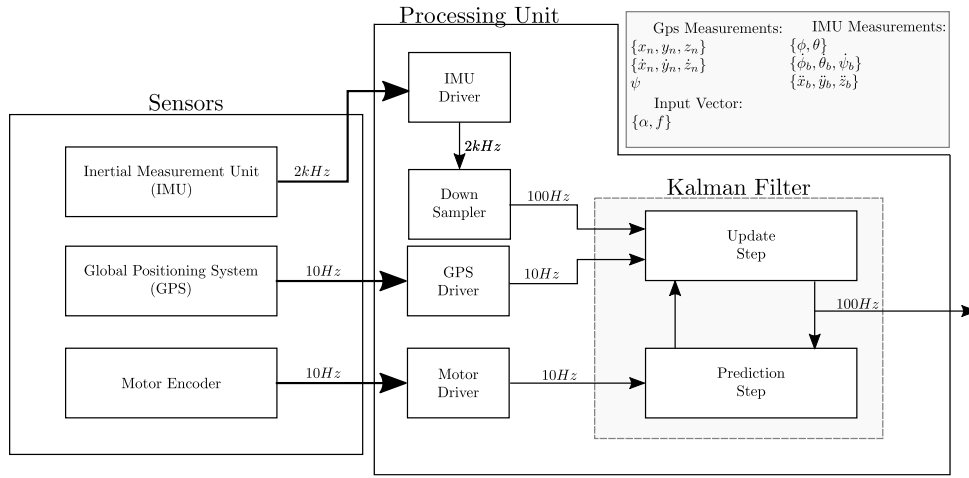 Processing Unit
Gps Measurements:
{x_n, y_n, z_n}
{ẋ_n, ẏ_n, ż_n}
ψ
Input Vector:
{α, f}
IMU Measurements:
{ϕ, θ}
{ϕ̇_b, θ̇_b, ψ̇_b}
{ẍ_b, ÿ_b, z̈_b}
Sensors
Inertial Measurement Unit
(IMU)
2kHz
IMU
Driver
2kHz
Down
Sampler
100Hz
Kalman Filter
Update
Step
Global Positioning System
(GPS)
10Hz
GPS
Driver
10Hz
100Hz
Motor Encoder
10Hz
Motor
Driver
10Hz
Prediction
Step